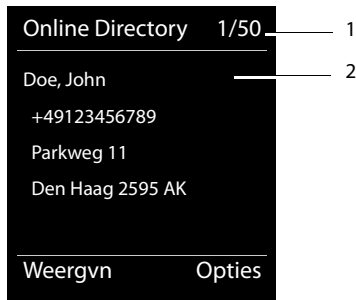 Online Directory 1/50 1
2
Doe, John
+49123456789
Parkweg 11
Den Haag 2595 AK
Weergvn Opties